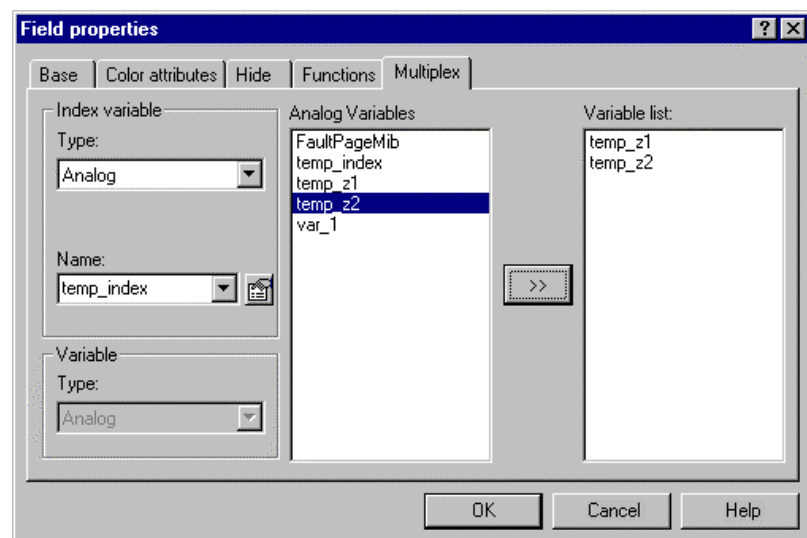 Field properties
? X
Base Color attributes Hide Functions Multiplex
Index variable
Type:
Analog
Name:
temp_index
Variable
Type:
Analog
Analog Variables
FaultPageMib
temp_index
temp_z1
temp_z2
var_1
>>
Variable list:
temp_z1
temp_z2
OK Cancel Help